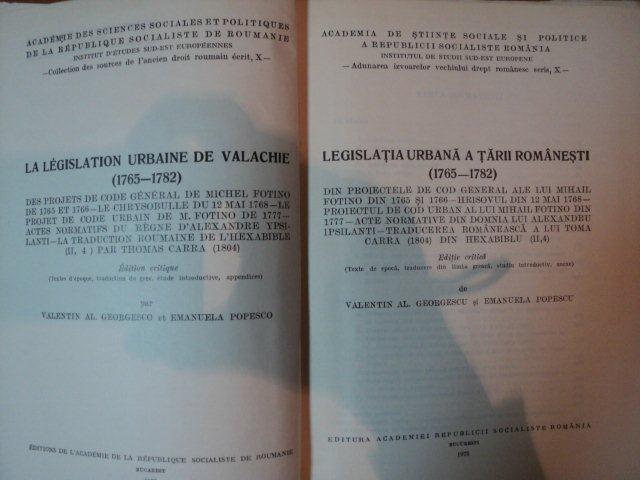 ACADÉMIE DES SCIENCES SOCIALES ET POLITIQUES
DE LA RÉPUBLIQUE SOCIALISTE DE ROUMANIE
INSTITUT D'ÉTUDES SUD-EST EUROPÉENNES
—Collection des sources de l'ancien droit roumain écrit, X—
LA LÉGISLATION URBAINE DE VALACHIE
(1765—1782)
DES PROJETS DE CODE GÉNÉRAL DE MICHEL FOTINO
DE 1765 ET 1766—LE CHRYSOBULLE DU 12 MAI 1768—LE
PROJET DE CODE URBAIN DE M. FOTINO DE 1777—
ACTES NORMATIFS DU RÈGNE D'ALEXANDRE YPSI-
LANTI—LA TRADUCTION ROUMAINE DE L'HEXABIBLE
(II, 4) PAR THOMAS CARRA (1804)
Édition critique
(Textes d'époque, traduction du grec, étude introductive, appendices)
par
VALENTIN AL. GEORGESCO et EMANUELA POPESCO
ÉDITIONS DE L'ACADÉMIE DE LA RÉPUBLIQUE SOCIALISTE DE ROUMANIE
BUCAREST
ACADEMIA DE ȘTIINȚE SOCIALE ȘI POLITICE
A REPUBLICII SOCIALISTE ROMÂNIA
INSTITUTUL DE STUDII SUD-EST EUROPENE
—Adunarea izvoarelor vechiului drept românesc scris, X—
LEGISLAȚIA URBANĂ A ȚĂRII ROMÂNEȘTI
(1765—1782)
DIN PROIECTELE DE COD GENERAL ALE LUI MIHAIL
FOTINO DIN 1765 ȘI 1766—HRISOVUL DIN 12 MAI 1768—
PROIECTUL DE COD URBAN AL LUI MIHAIL FOTINO DIN
1777—ACTE NORMATIVE DIN DOMNIA LUI ALEXANDRU
IPSILANTI—TRADUCEREA ROMÂNEASCĂ A LUI TOMA
CARRA (1804) DIN HEXABIBLU (II,4)
Ediție critică
(Texte de epocă, traducere din limba greacă, studiu introductiv, anexe)
de
VALENTIN AL. GEORGESCU și EMANUELA POPESCU
EDITURA ACADEMIEI REPUBLICII SOCIALISTE ROMÂNIA
BUCUREȘTI
1975